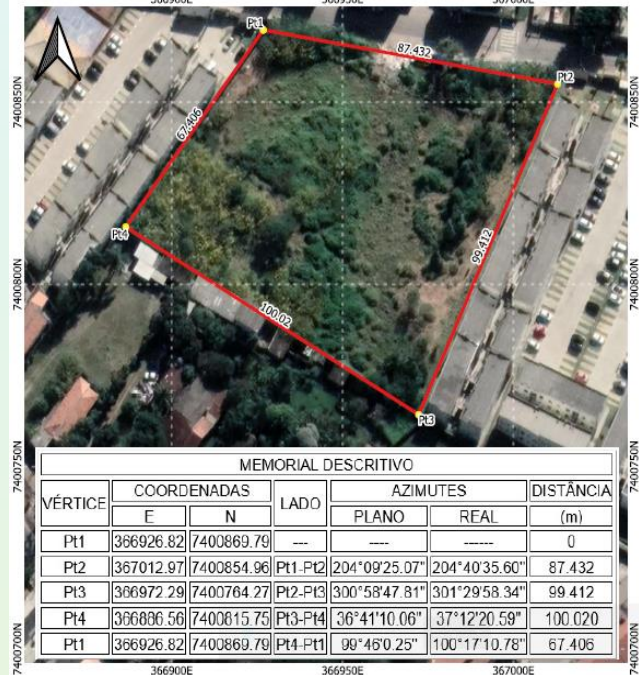 366900E 366950E 367000E
7400850N 7400850N
7400800N 7400800N
7400750N 7400750N
7400700N 7400700N
Pt1
87.432
Pt2
67.406
99.412
Pt4
100.02
Pt3
MEMORIAL DESCRITIVO
VÉRTICE COORDENADAS LADO AZIMUTES DISTÂNCIA
E N PLANO REAL (m)
Pt1 366926.82 7400869.79 --- ---- ------ 0
Pt2 367012.97 7400854.96 Pt1-Pt2 204°09'25.07" 204°40'35.60" 87.432
Pt3 366972.29 7400764.27 Pt2-Pt3 300°58'47.81" 301°29'58.34" 99.412
Pt4 366886.56 7400815.75 Pt3-Pt4 36°41'10.06" 37°12'20.59" 100.020
Pt1 366926.82 7400869.79 Pt4-Pt1 99°46'0.25" 100°17'10.78" 67.406
366900E 366950E 367000E